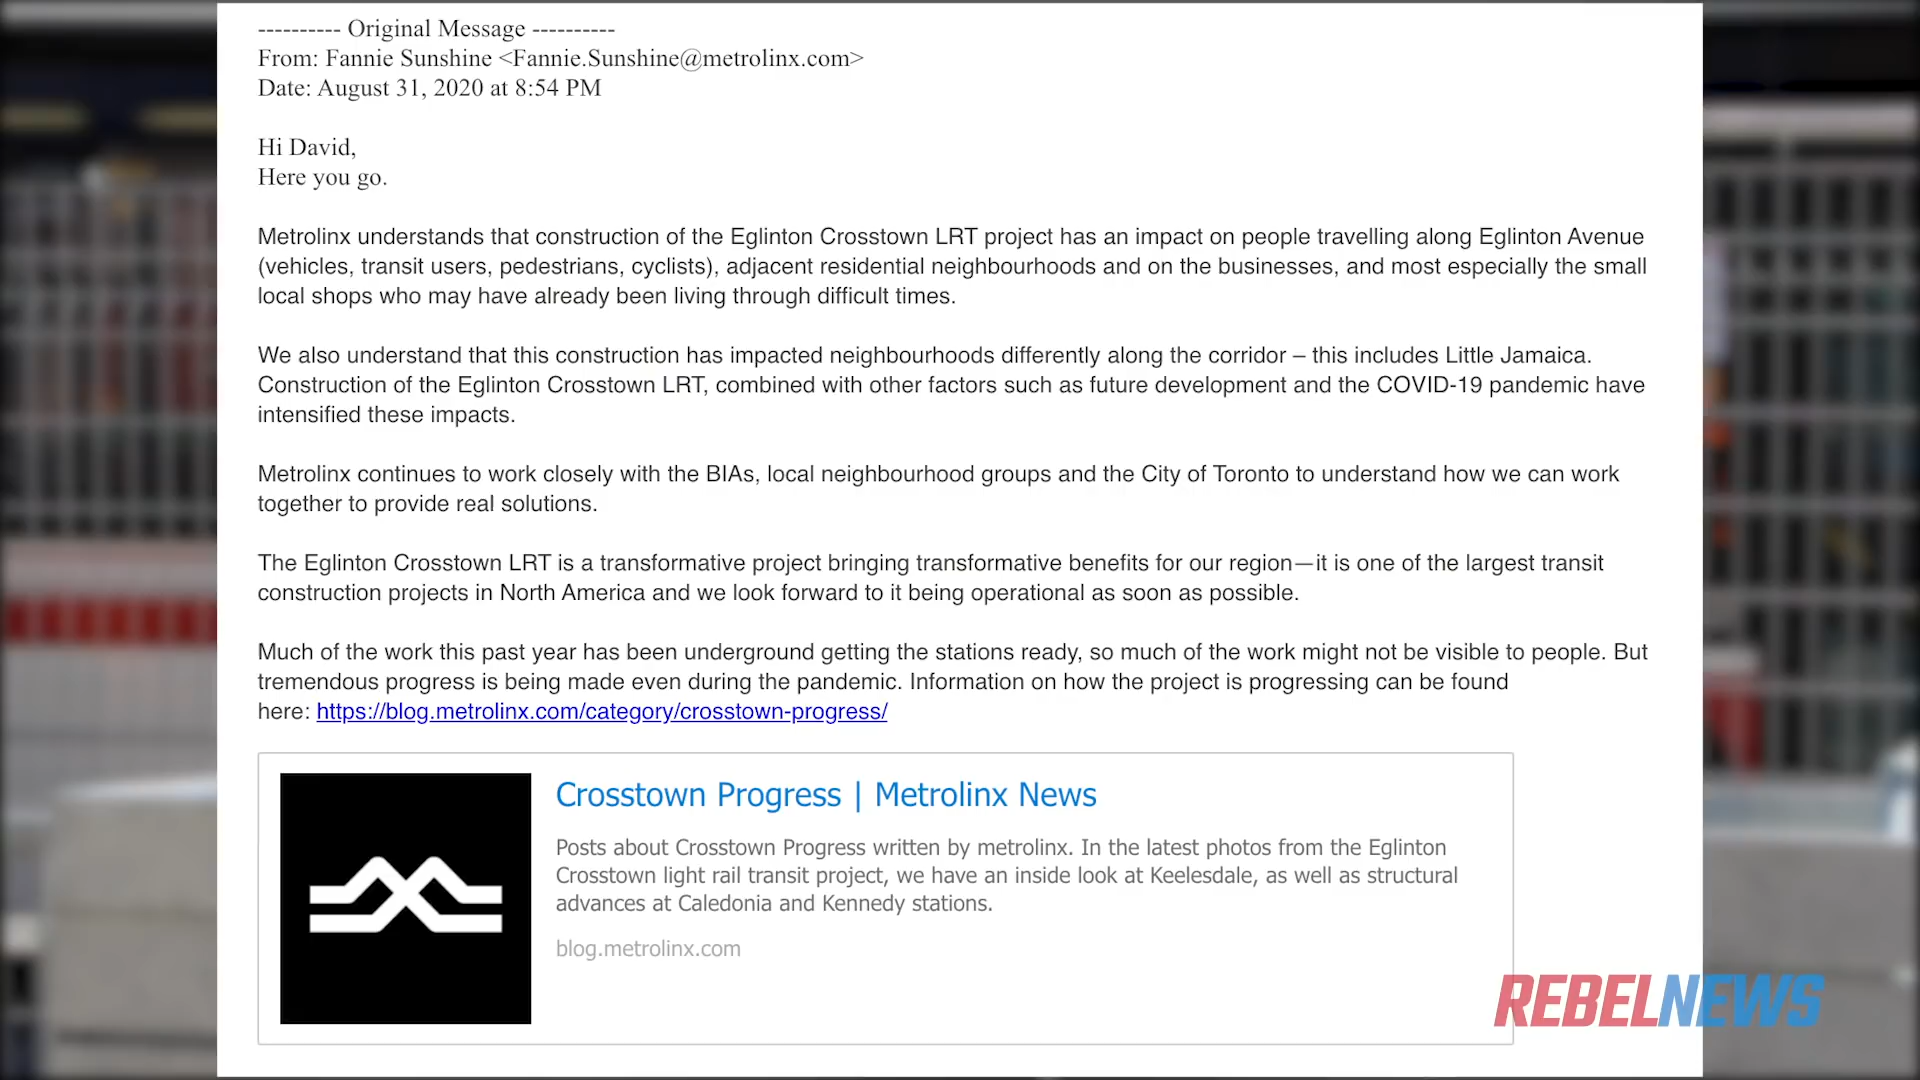 ---------- Original Message ----------
From: Fannie Sunshine <Fannie.Sunshine@metrolinx.com>
Date: August 31, 2020 at 8:54 PM
Hi David,
Here you go.
Metrolinx understands that construction of the Eglinton Crosstown LRT project has an impact on people travelling along Eglinton Avenue
(vehicles, transit users, pedestrians, cyclists), adjacent residential neighbourhoods and on the businesses, and most especially the small
local shops who may have already been living through difficult times.
We also understand that this construction has impacted neighbourhoods differently along the corridor – this includes Little Jamaica.
Construction of the Eglinton Crosstown LRT, combined with other factors such as future development and the COVID-19 pandemic have
intensified these impacts.
Metrolinx continues to work closely with the BIAs, local neighbourhood groups and the City of Toronto to understand how we can work
together to provide real solutions.
The Eglinton Crosstown LRT is a transformative project bringing transformative benefits for our region—it is one of the largest transit
construction projects in North America and we look forward to it being operational as soon as possible.
Much of the work this past year has been underground getting the stations ready, so much of the work might not be visible to people. But
tremendous progress is being made even during the pandemic. Information on how the project is progressing can be found
here: https://blog.metrolinx.com/category/crosstown-progress/
Crosstown Progress | Metrolinx News
Posts about Crosstown Progress written by metrolinx. In the latest photos from the Eglinton
Crosstown light rail transit project, we have an inside look at Keelesdale, as well as structural
advances at Caledonia and Kennedy stations.
blog.metrolinx.com
REBELNEWS